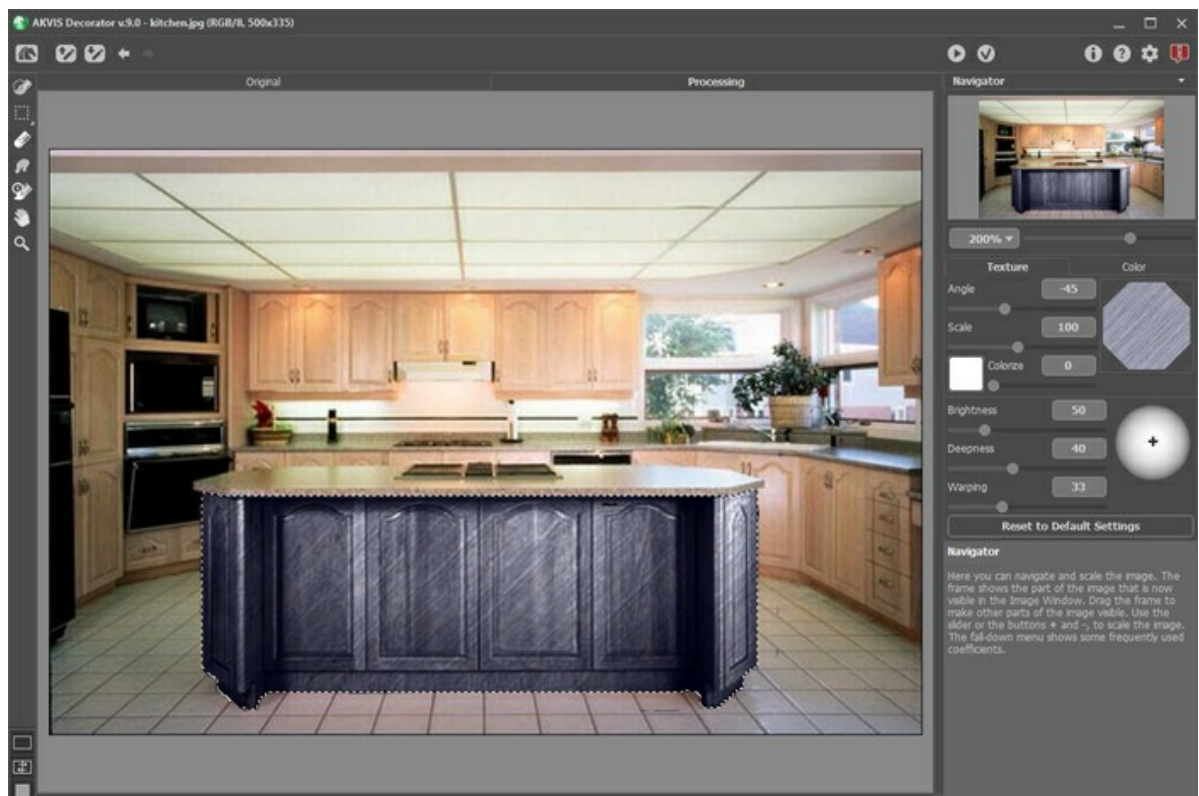 AKVIS Decorator v.9.0 - kitchen.jpg (RGB/8, 500x335)
Original
Processing
Navigator
200%
Texture
Color
Angle
-45
Scale
100
Colorize
0
Brightness
50
Deepness
40
Warping
33
Reset to Default Settings
Navigator
Here you can navigate and scale the image. The
frame shows the part of the image that is now
visible in the Image Window. Drag the frame to
make other parts of the image visible. Use the
slider or the buttons + and -, to scale the image.
The fall-down menu shows some frequently used
coefficients.